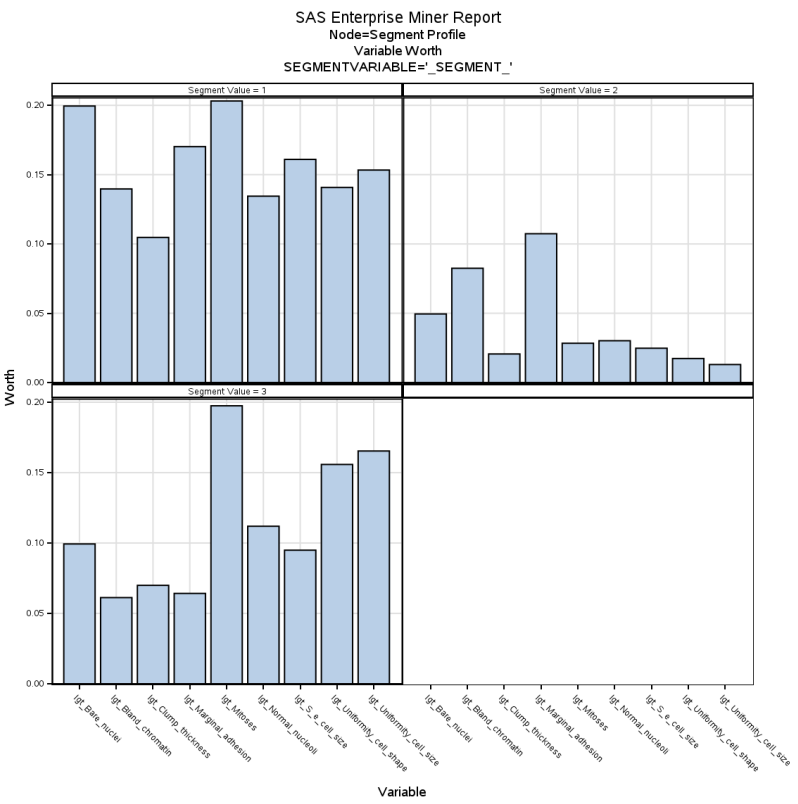 SAS Enterprise Miner Report
Node=Segment Profile
Variable Worth
SEGMENTVARIABLE='_SEGMENT_'
Segment Value = 1
Segment Value = 2
0.20
0.15
0.10
0.05
0.00
Worth
Segment Value = 3
0.20
0.15
0.10
0.05
0.00
lgt_Bare_nuclei
lgt_Bland_chromatin
lgt_Clump_thickness
lgt_Marginal_adhesion
lgt_Mitoses
lgt_Normal_nucleoli
lgt_S_e_cell_size
lgt_Uniformity_cell_shape
lgt_Uniformity_cell_size
lgt_Bare_nuclei
lgt_Bland_chromatin
lgt_Clump_thickness
lgt_Marginal_adhesion
lgt_Mitoses
lgt_Normal_nucleoli
lgt_S_e_cell_size
lgt_Uniformity_cell_shape
lgt_Uniformity_cell_size
Variable